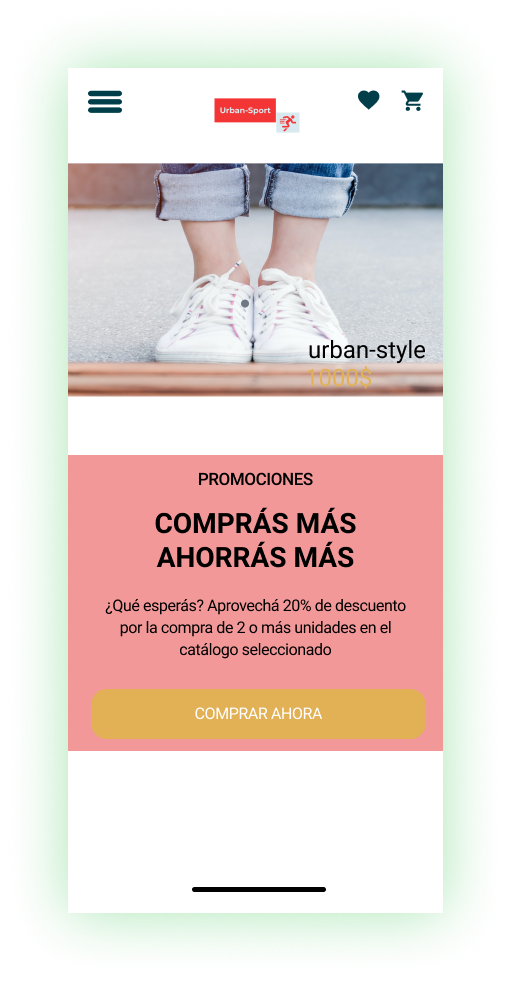 Urban-Sport
urban-style
1000$
PROMOCIONES
COMPRÁS MÁS
AHORRÁS MÁS
¿Qué esperás? Aprovechá 20% de descuento
por la compra de 2 o más unidades en el
catálogo seleccionado
COMPRAR AHORA